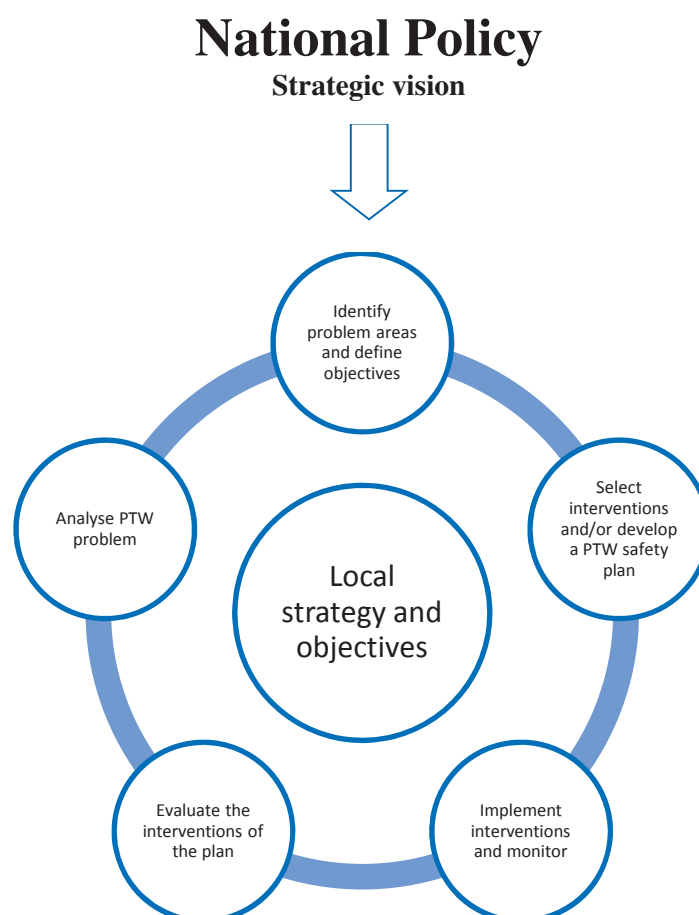 National Policy
Strategic vision
Identify
problem areas
and define
objectives
Select
interventions
and/or develop
a PTW safety
plan
Implement
interventions
and monitor
Evaluate the
interventions of
the plan
Analyse PTW
problem
Local
strategy and
objectives